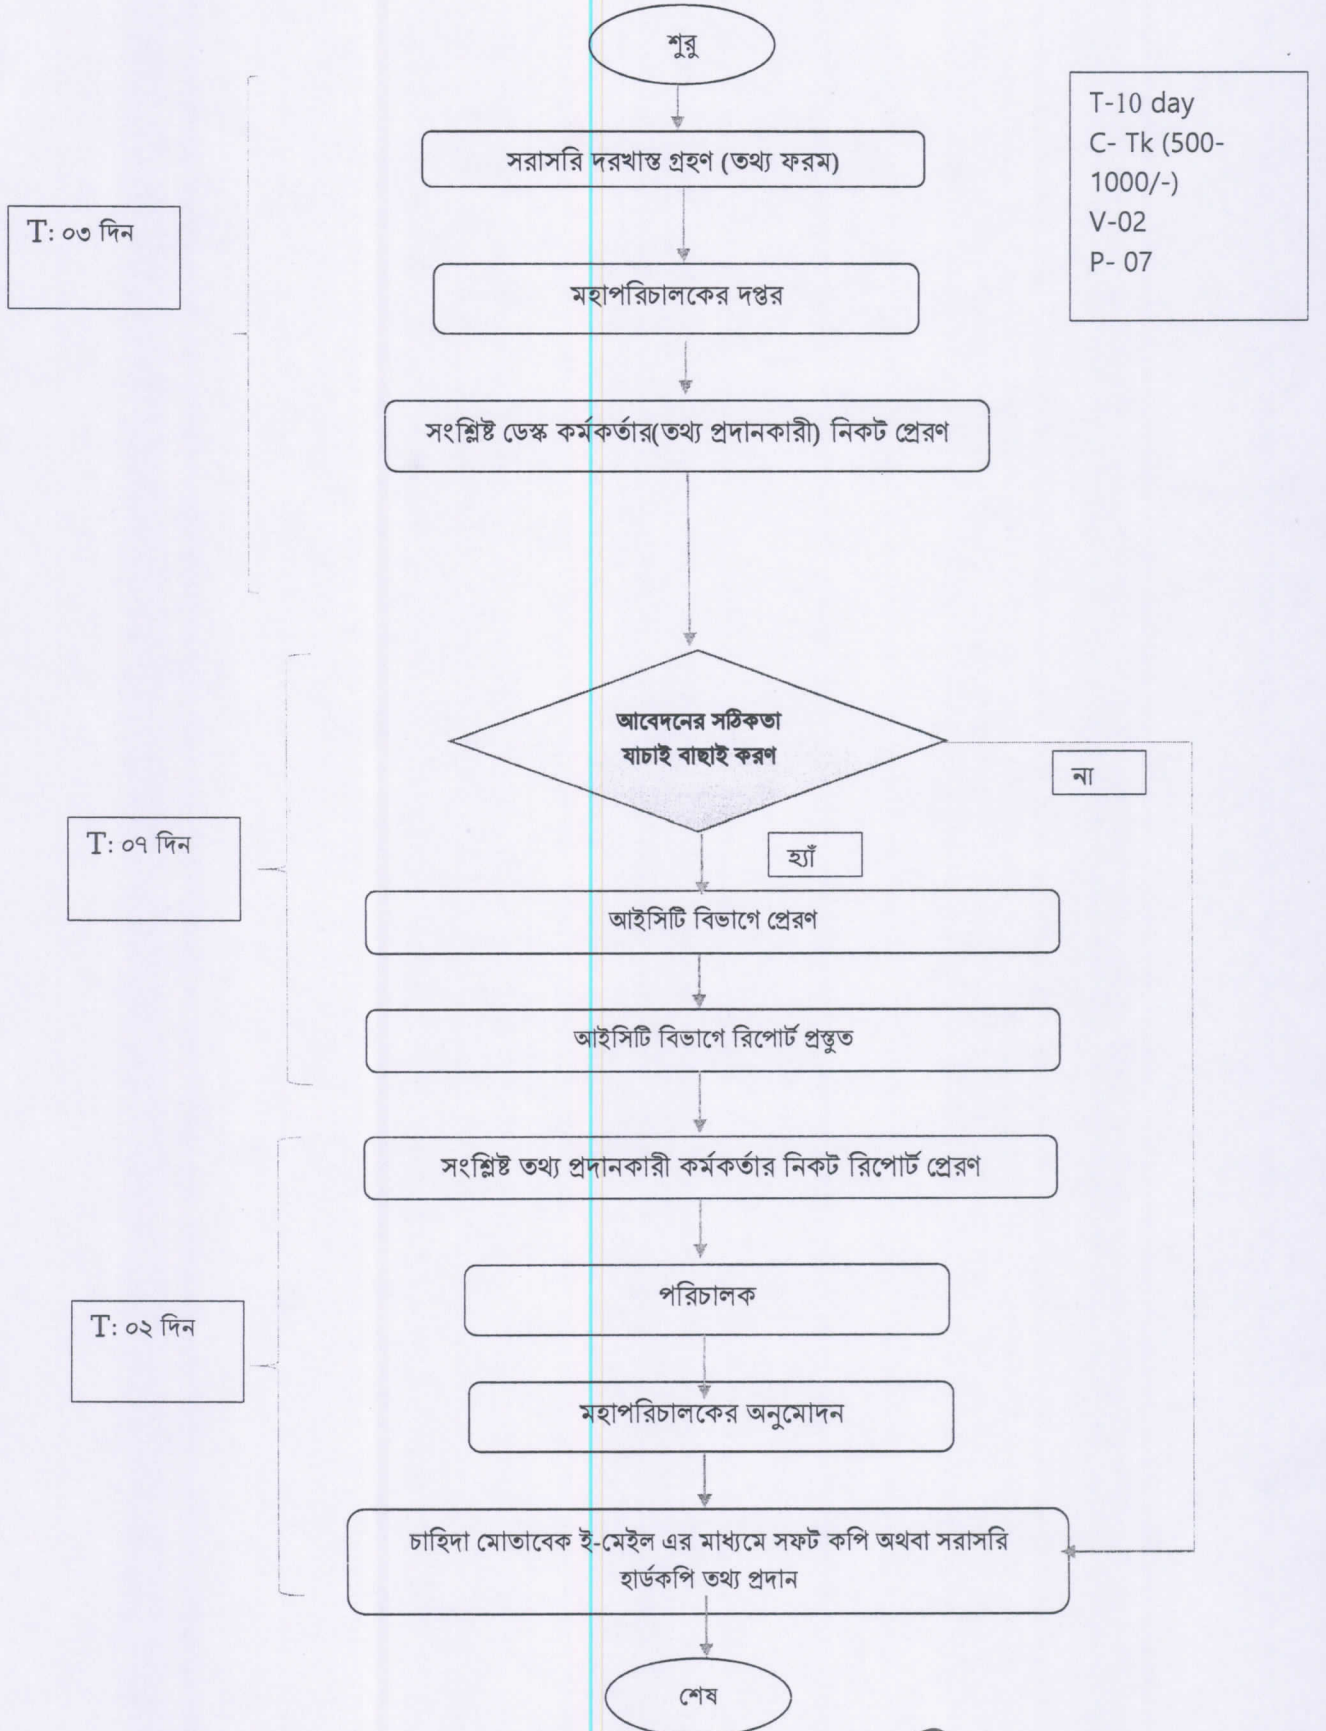 শুরু
T-10 day
C- Tk (500-
1000/-)
V-02
P- 07
সরাসরি দরখাস্ত গ্রহণ (তথ্য ফরম)
T: ০৩ দিন
মহাপরিচালকের দপ্তর
সংশ্লিষ্ট ডেস্ক কর্মকর্তার(তথ্য প্রদানকারী) নিকট প্রেরণ
আবেদনের সঠিকতা
যাচাই বাছাই করণ
না
হ্যাঁ
T: ০৭ দিন
আইসিটি বিভাগে প্রেরণ
আইসিটি বিভাগে রিপোর্ট প্রস্তুত
সংশ্লিষ্ট তথ্য প্রদানকারী কর্মকর্তার নিকট রিপোর্ট প্রেরণ
পরিচালক
T: ০২ দিন
মহাপরিচালকের অনুমোদন
চাহিদা মোতাবেক ই-মেইল এর মাধ্যমে সফট কপি অথবা সরাসরি
হার্ডকপি তথ্য প্রদান
শেষ